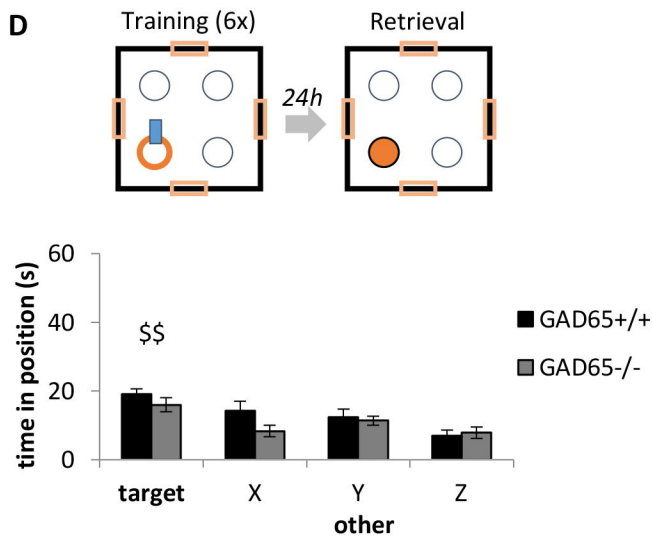 D
Training (6x)
Retrieval
24h
time in position (s)
60
40
20
0
$$
GAD65+/+
GAD65-/-
target
X
Y
Z
other